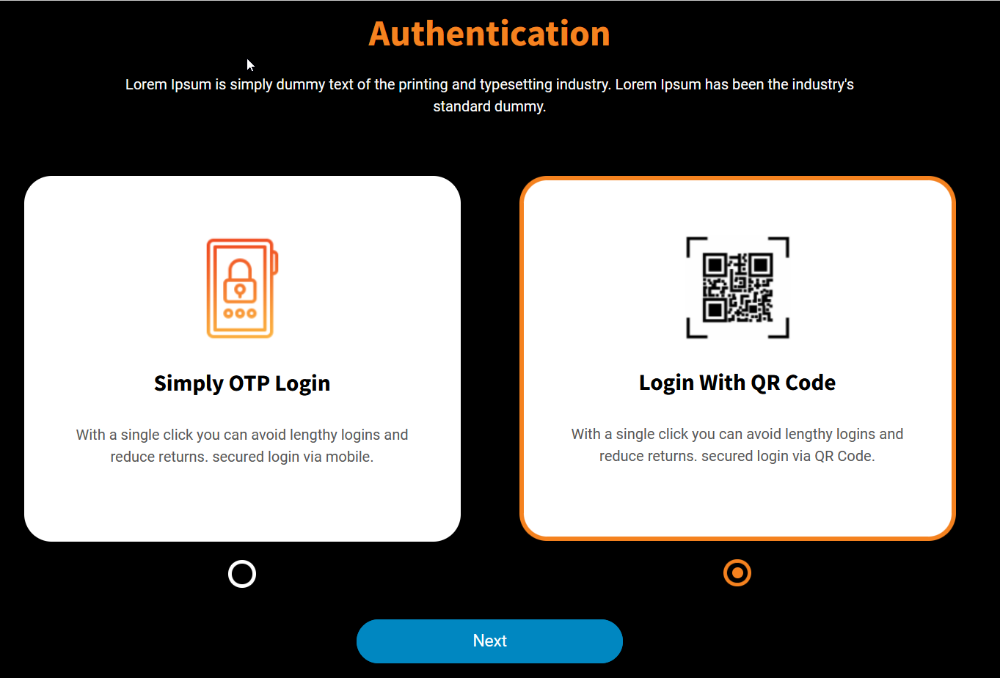 Authentication
Lorem Ipsum is simply dummy text of the printing and typesetting industry. Lorem Ipsum has been the industry's
standard dummy.
Simply OTP Login
With a single click you can avoid lengthy logins and
reduce returns. secured login via mobile.
Login With QR Code
With a single click you can avoid lengthy logins and
reduce returns. secured login via QR Code.
Next